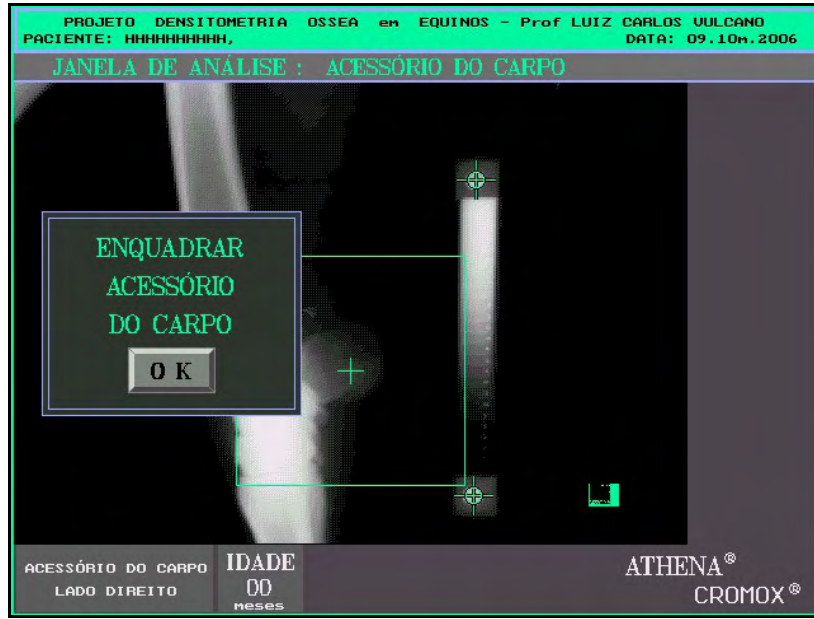 PROJETO DENSITOMETRIA OSSEA em EQUINOS - Prof LUIZ CARLOS VULCANO
PACIENTE: HHHHHHHHHH, DATA: 09.10m.2006
JANELA DE ANÁLISE : ACESSÓRIO DO CARPO
ENQUADRAR
ACESSÓRIO
DO CARPO
O K
ACESSÓRIO DO CARPO
LADO DIREITO
IDADE
00
meses
ATHENA®
CROMOX®